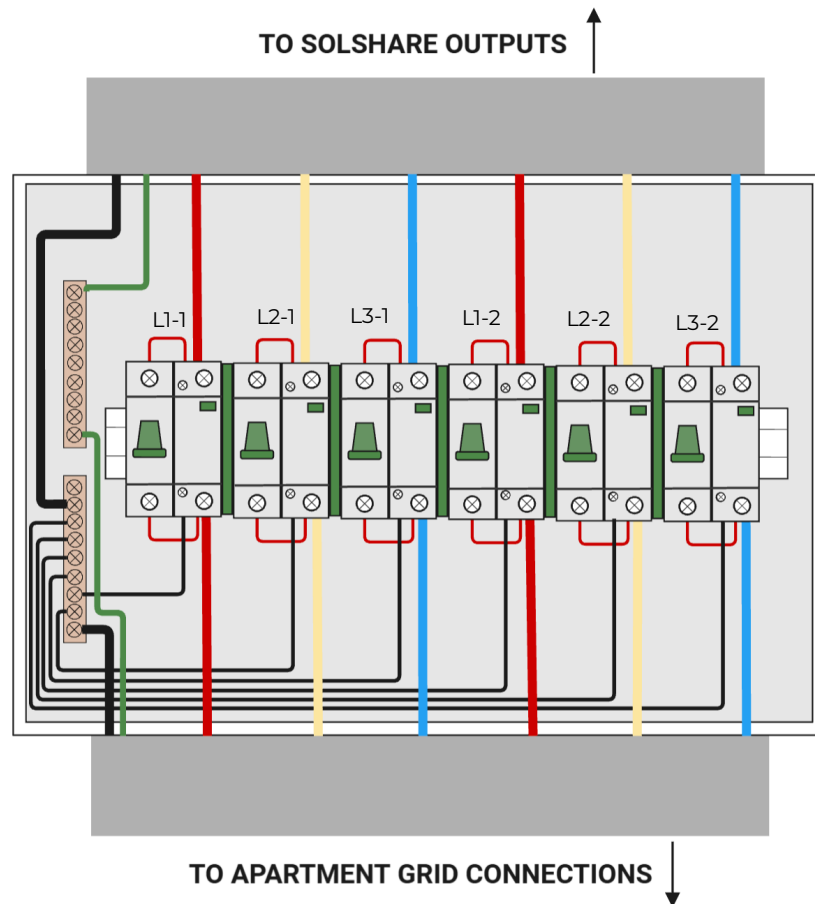 TO SOLSHARE OUTPUTS
L1-1
L2-1
L3-1
L1-2
L2-2
L3-2
TO APARTMENT GRID CONNECTIONS